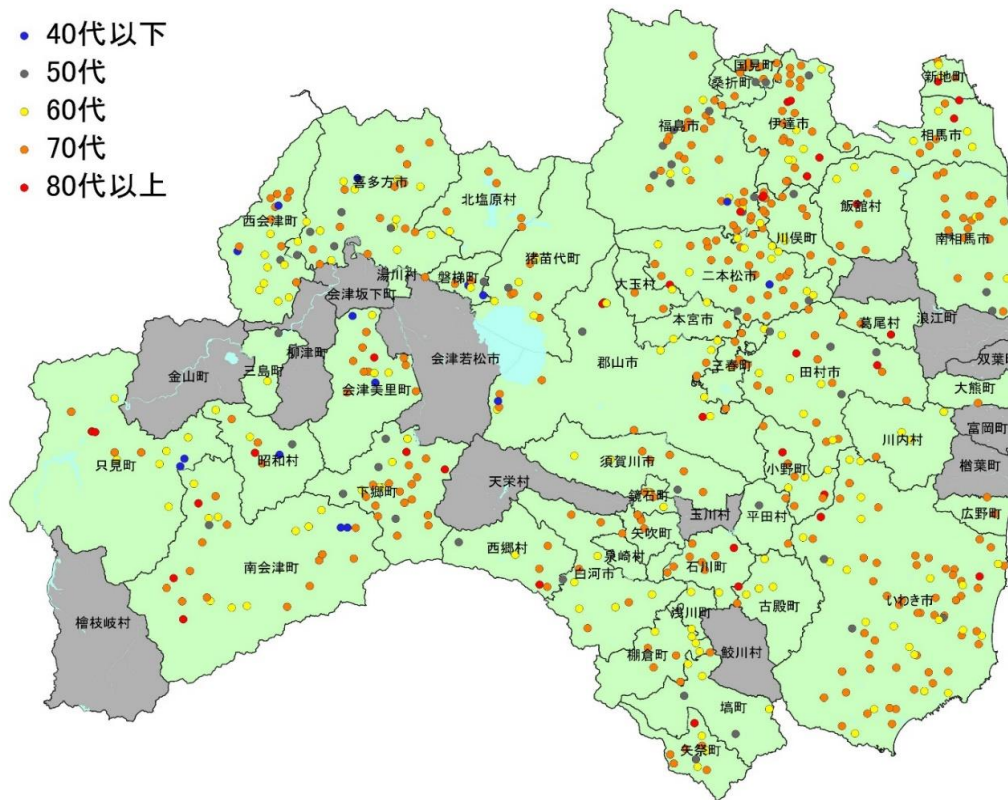 40代以下
50代
60代
70代
80代以上
国見町
桑折町
新地町
福島市
伊達市
相馬市
喜多方市
北塩原村
西会津町
飯舘村
南相馬市
川俣町
猪苗代町
湯川村
磐梯町
大玉村
二本松市
会津坂下町
本宮市
葛尾村
浪江町
柳津町
三島町
金山町
会津若松市
郡山市
三春町
田村市
双葉町
会津美里町
大熊町
富岡町
川内村
只見町
昭和村
須賀川市
小野町
楢葉町
天栄村
下郷町
鏡石町
玉川村
平田村
広野町
矢吹町
西郷村
泉崎村
石川町
白河市
南会津町
古殿町
いわき市
浅川町
檜枝岐村
棚倉町
鮫川村
塙町
矢祭町